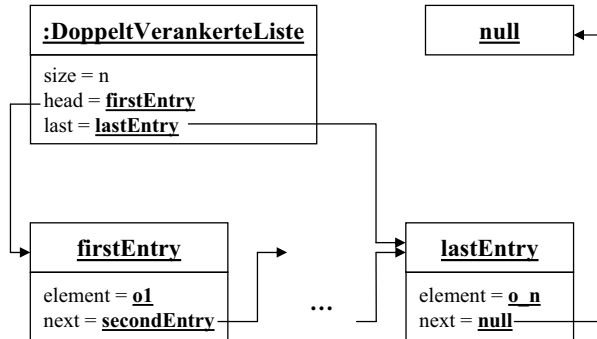 :DoppeltVerankerteListe
null
size = n
head = firstEntry
last = lastEntry
firstEntry
lastEntry
element = o1
next = secondEntry
...
element = o_n
next = null